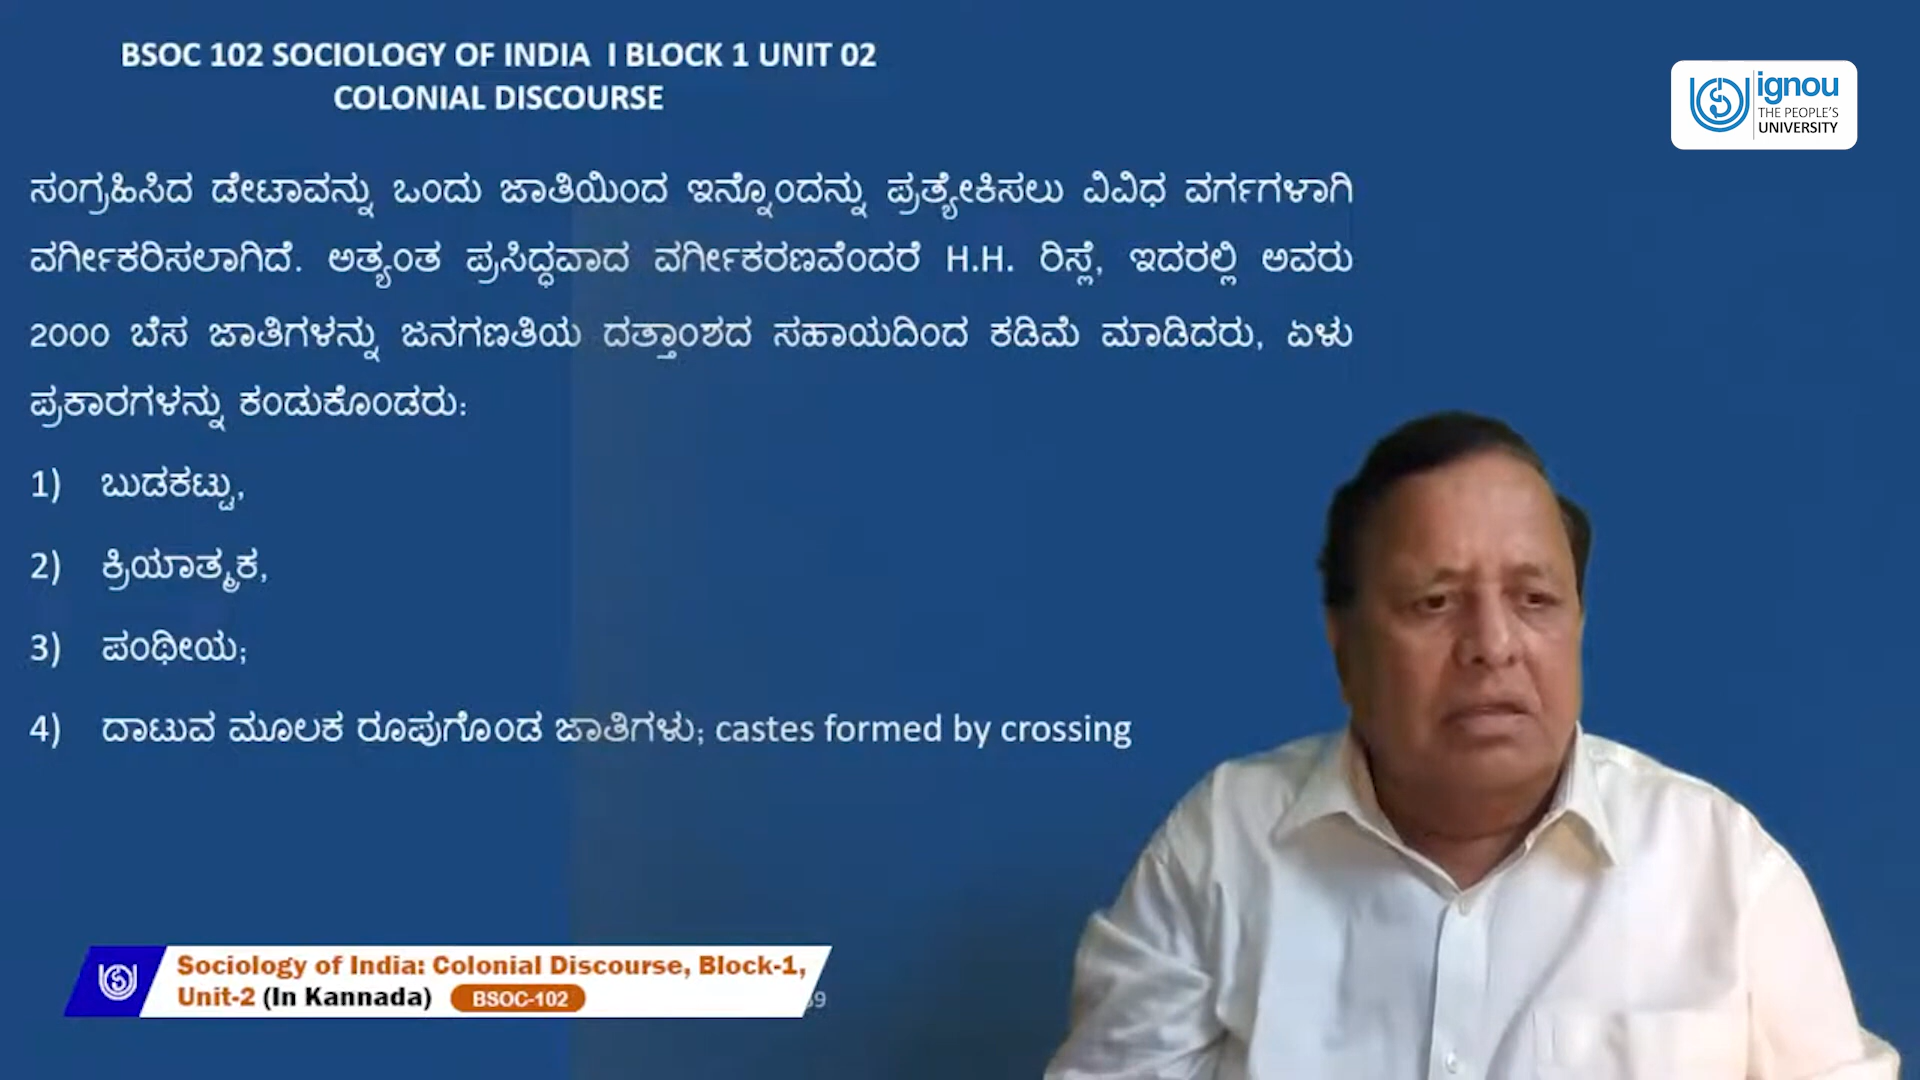 BSOC 102 SOCIOLOGY OF INDIA I BLOCK 1 UNIT 02
COLONIAL DISCOURSE
ignou
THE PEOPLE'S
UNIVERSITY
ಸಂಗ್ರಹಿಸಿದ ಡೇಟಾವನ್ನು ಒಂದು ಜಾತಿಯಿಂದ ಇನ್ನೊಂದನ್ನು ಪ್ರತ್ಯೇಕಿಸಲು ವಿವಿಧ ವರ್ಗಗಳಾಗಿ
ವರ್ಗೀಕರಿಸಲಾಗಿದೆ. ಅತ್ಯಂತ ಪ್ರಸಿದ್ಧವಾದ ವರ್ಗೀಕರಣವೆಂದರೆ H.H. ರಿಸ್ಲೆ, ಇದರಲ್ಲಿ ಅವರು
2000 ಬೆಸ ಜಾತಿಗಳನ್ನು ಜನಗಣತಿಯ ದತ್ತಾಂಶದ ಸಹಾಯದಿಂದ ಕಡಿಮೆ ಮಾಡಿದರು, ಏಳು
ಪ್ರಕಾರಗಳನ್ನು ಕಂಡುಕೊಂಡರು:
1) ಬುಡಕಟ್ಟು,
2) ಕ್ರಿಯಾತ್ಮಕ,
3) ಪಂಥೀಯ;
4) ದಾಟುವ ಮೂಲಕ ರೂಪುಗೊಂಡ ಜಾತಿಗಳು; castes formed by crossing
Sociology of India: Colonial Discourse, Block-1,
Unit-2 (In Kannada) BSOC-102